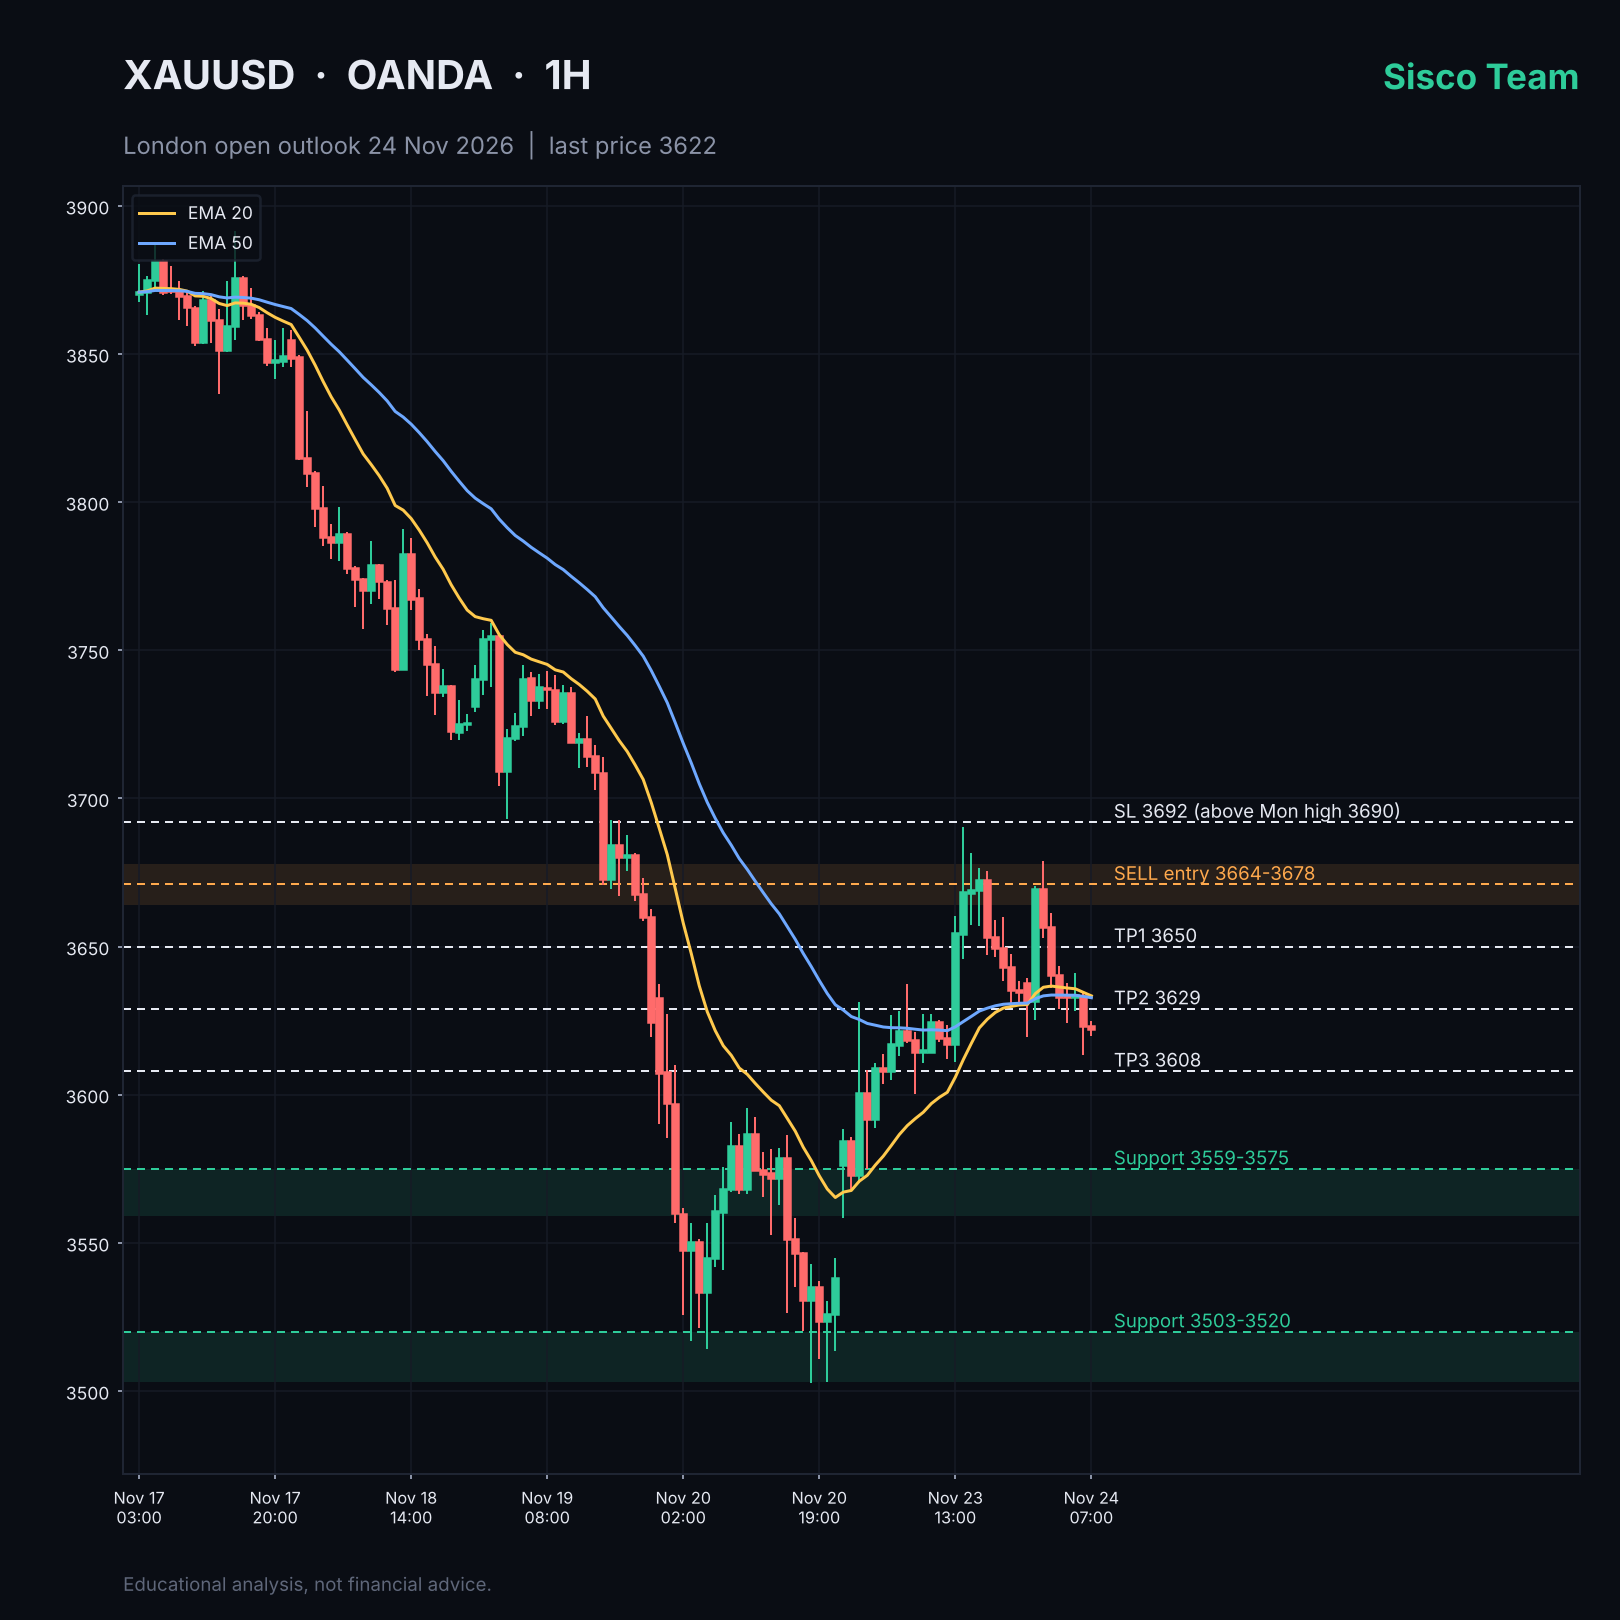 XAUUSD · OANDA · 1H
Sisco Team
London open outlook 24 Nov 2026 | last price 3622
EMA 20
EMA 50
3900
3850
3800
3750
3700
3650
3600
3550
3500
SL 3692 (above Mon high 3690)
SELL entry 3664-3678
TP1 3650
TP2 3629
TP3 3608
Support 3559-3575
Support 3503-3520
Nov 17
03:00
Nov 17
20:00
Nov 18
14:00
Nov 19
08:00
Nov 20
02:00
Nov 20
19:00
Nov 23
13:00
Nov 24
07:00
Educational analysis, not financial advice.